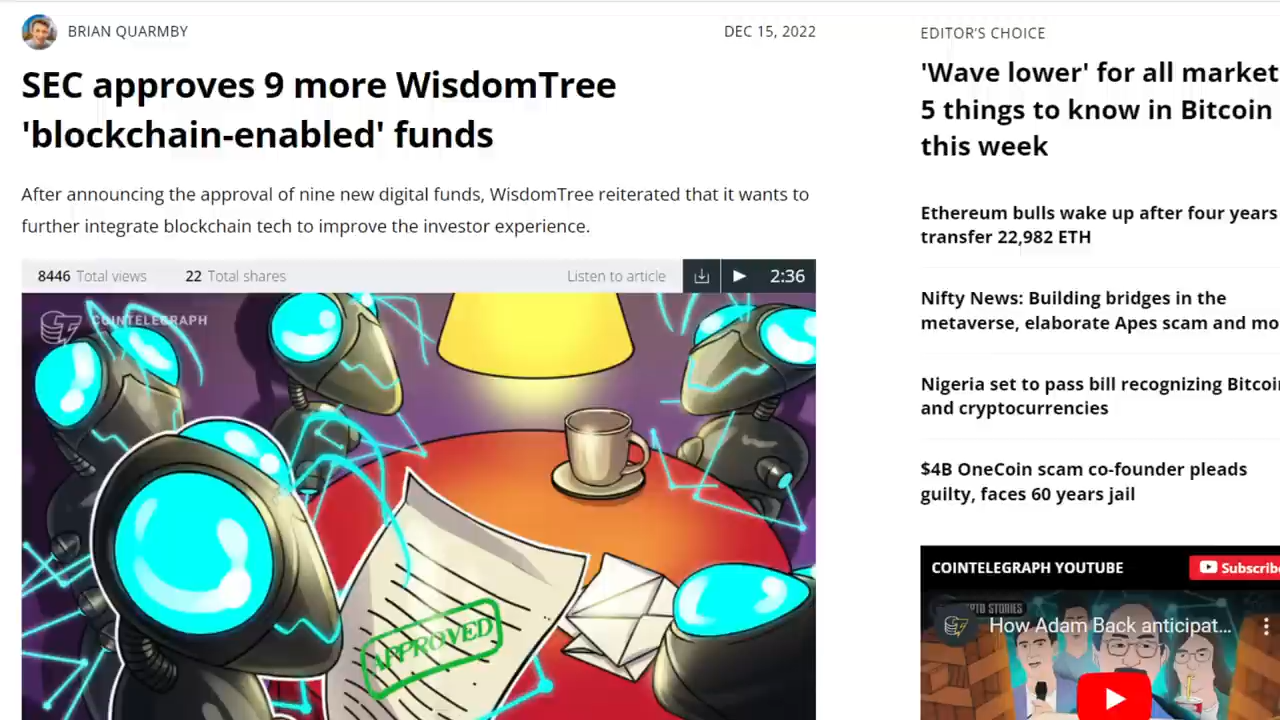 BRIAN QUARMBY
DEC 15, 2022
SEC approves 9 more WisdomTree
'blockchain-enabled' funds
After announcing the approval of nine new digital funds, WisdomTree reiterated that it wants to
further integrate blockchain tech to improve the investor experience.
8446 Total views 22 Total shares Listen to article 2:36
COINTELEGRAPH
APPROVED
EDITOR'S CHOICE
'Wave lower' for all market
5 things to know in Bitcoin
this week
Ethereum bulls wake up after four years
transfer 22,982 ETH
Nifty News: Building bridges in the
metaverse, elaborate Apes scam and mo
Nigeria set to pass bill recognizing Bitcoi
and cryptocurrencies
$4B OneCoin scam co-founder pleads
guilty, faces 60 years jail
COINTELEGRAPH YOUTUBE
Subscribe
STORIES
How Adam Back anticipat...